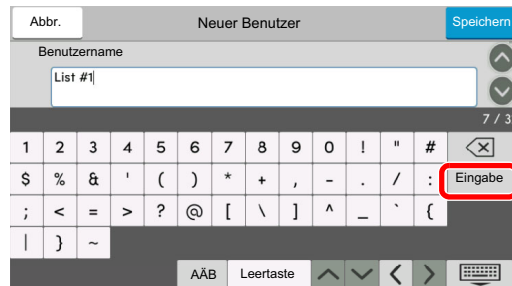 Abbr. Neuer Benutzer Speichern
Benutzername
List #1
7 / 3
1 2 3 4 5 6 7 8 9 0 ! " #
$ % & ' ( ) * + , - . / : Eingabe
; < = > ? @ [ \ ] ^ _ ` {
| } ~
AÄB Leertaste